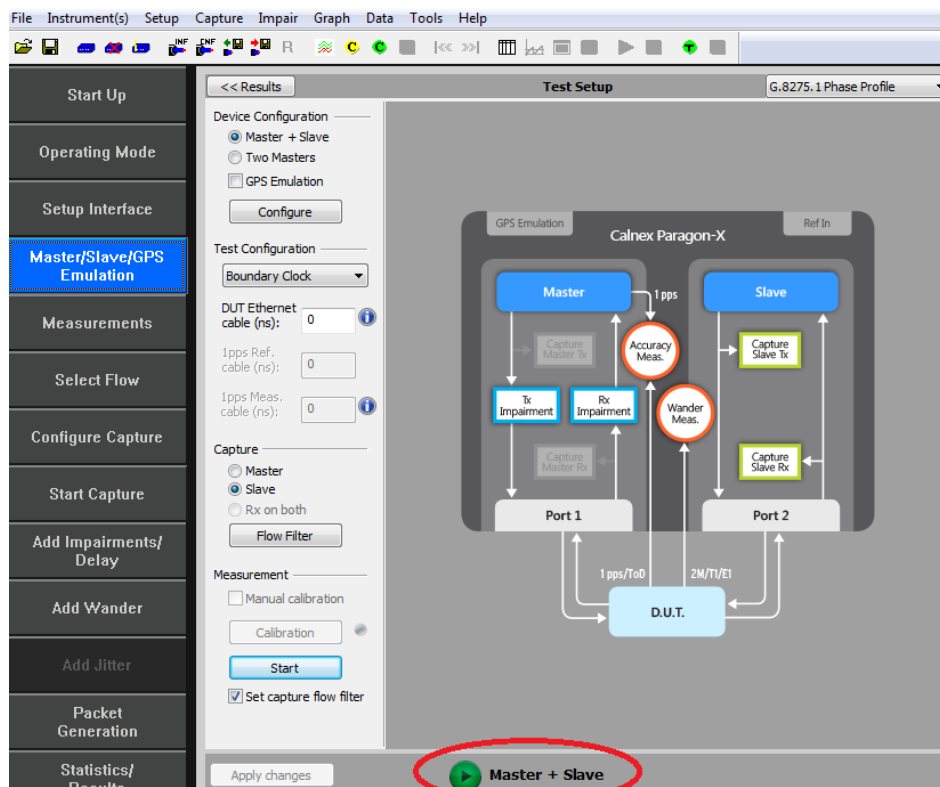 File Instrument(s) Setup Capture Impair Graph Data Tools Help
INF INF R C C T
Start Up
Operating Mode
Setup Interface
Master/Slave/GPS
Emulation
Measurements
Select Flow
Configure Capture
Start Capture
Add Impairments/
Delay
Add Wander
Add Jitter
Packet
Generation
Statistics/
Results
<< Results
Test Setup
G.8275.1 Phase Profile
Device Configuration
Master + Slave
Two Masters
GPS Emulation
Configure
Test Configuration
Boundary Clock
DUT Ethernet
cable (ns): 0
1pps Ref.
cable (ns): 0
1pps Meas.
cable (ns): 0
Capture
Master
Slave
Rx on both
Flow Filter
Measurement
Manual calibration
Calibration
Start
Set capture flow filter
GPS Emulation
Ref In
Calnex Paragon-X
Master
1 pps
Slave
Capture
Master Tx
Accuracy
Meas.
Capture
Slave Tx
Tx
Impairment
Rx
Impairment
Wander
Meas.
Capture
Master Rx
Capture
Slave Rx
Port 1
Port 2
1 pps/ToD
2M/T1/E1
D.U.T.
Apply changes
Master + Slave